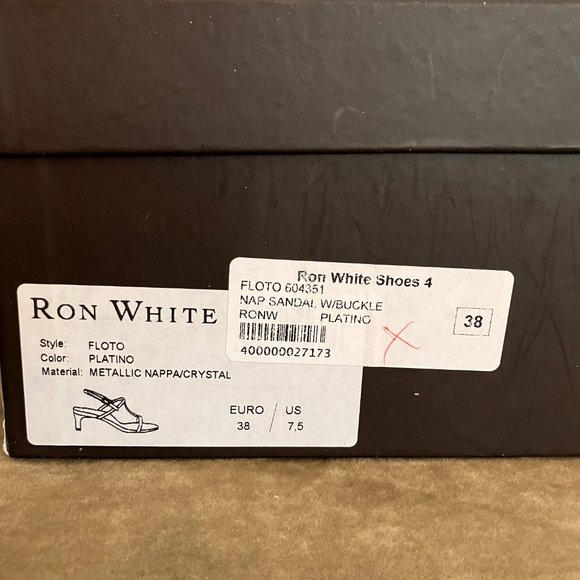 Ron White Shoes 4
FLOTO 604351
NAP SANDAL W/BUCKLE
RONW PLATINO
38
400000027173
RON WHITE
Style: FLOTO
Color: PLATINO
Material: METALLIC NAPPA/CRYSTAL
EURO / US
38 / 7,5